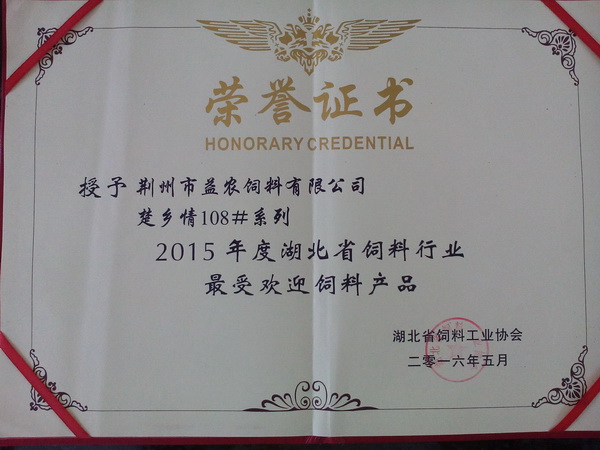 荣誉证书
HONORARY CREDENTIAL
授予 荆州市益农饲料有限公司
楚乡情108#系列
2015年度湖北省饲料行业
最受欢迎饲料产品
湖北省饲料工业协会
二零一六年五月